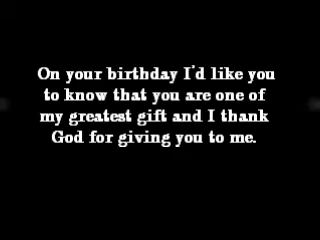 On your birthday I'd like you
to know that you are one of
my greatest gift and I thank
God for giving you to me.